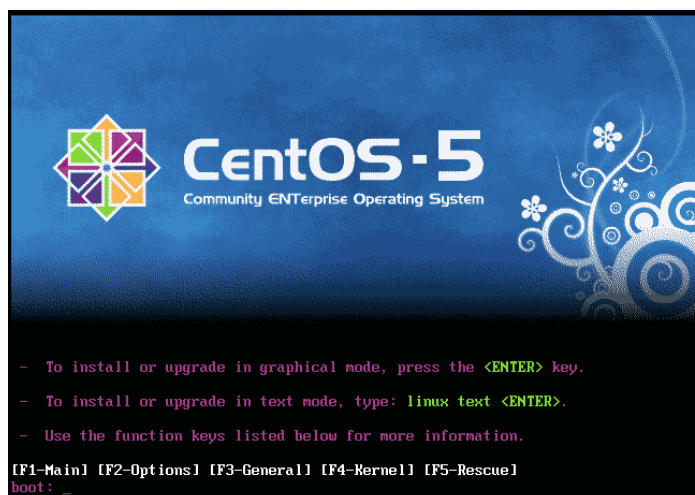 CentOS - 5
Community ENTerprise Operating System
- To install or upgrade in graphical mode, press the <ENTER> key.
- To install or upgrade in text mode, type: linux text <ENTER>.
- Use the function keys listed below for more information.
[F1-Main] [F2-Options] [F3-General] [F4-Kernel] [F5-Rescue]
boot: _